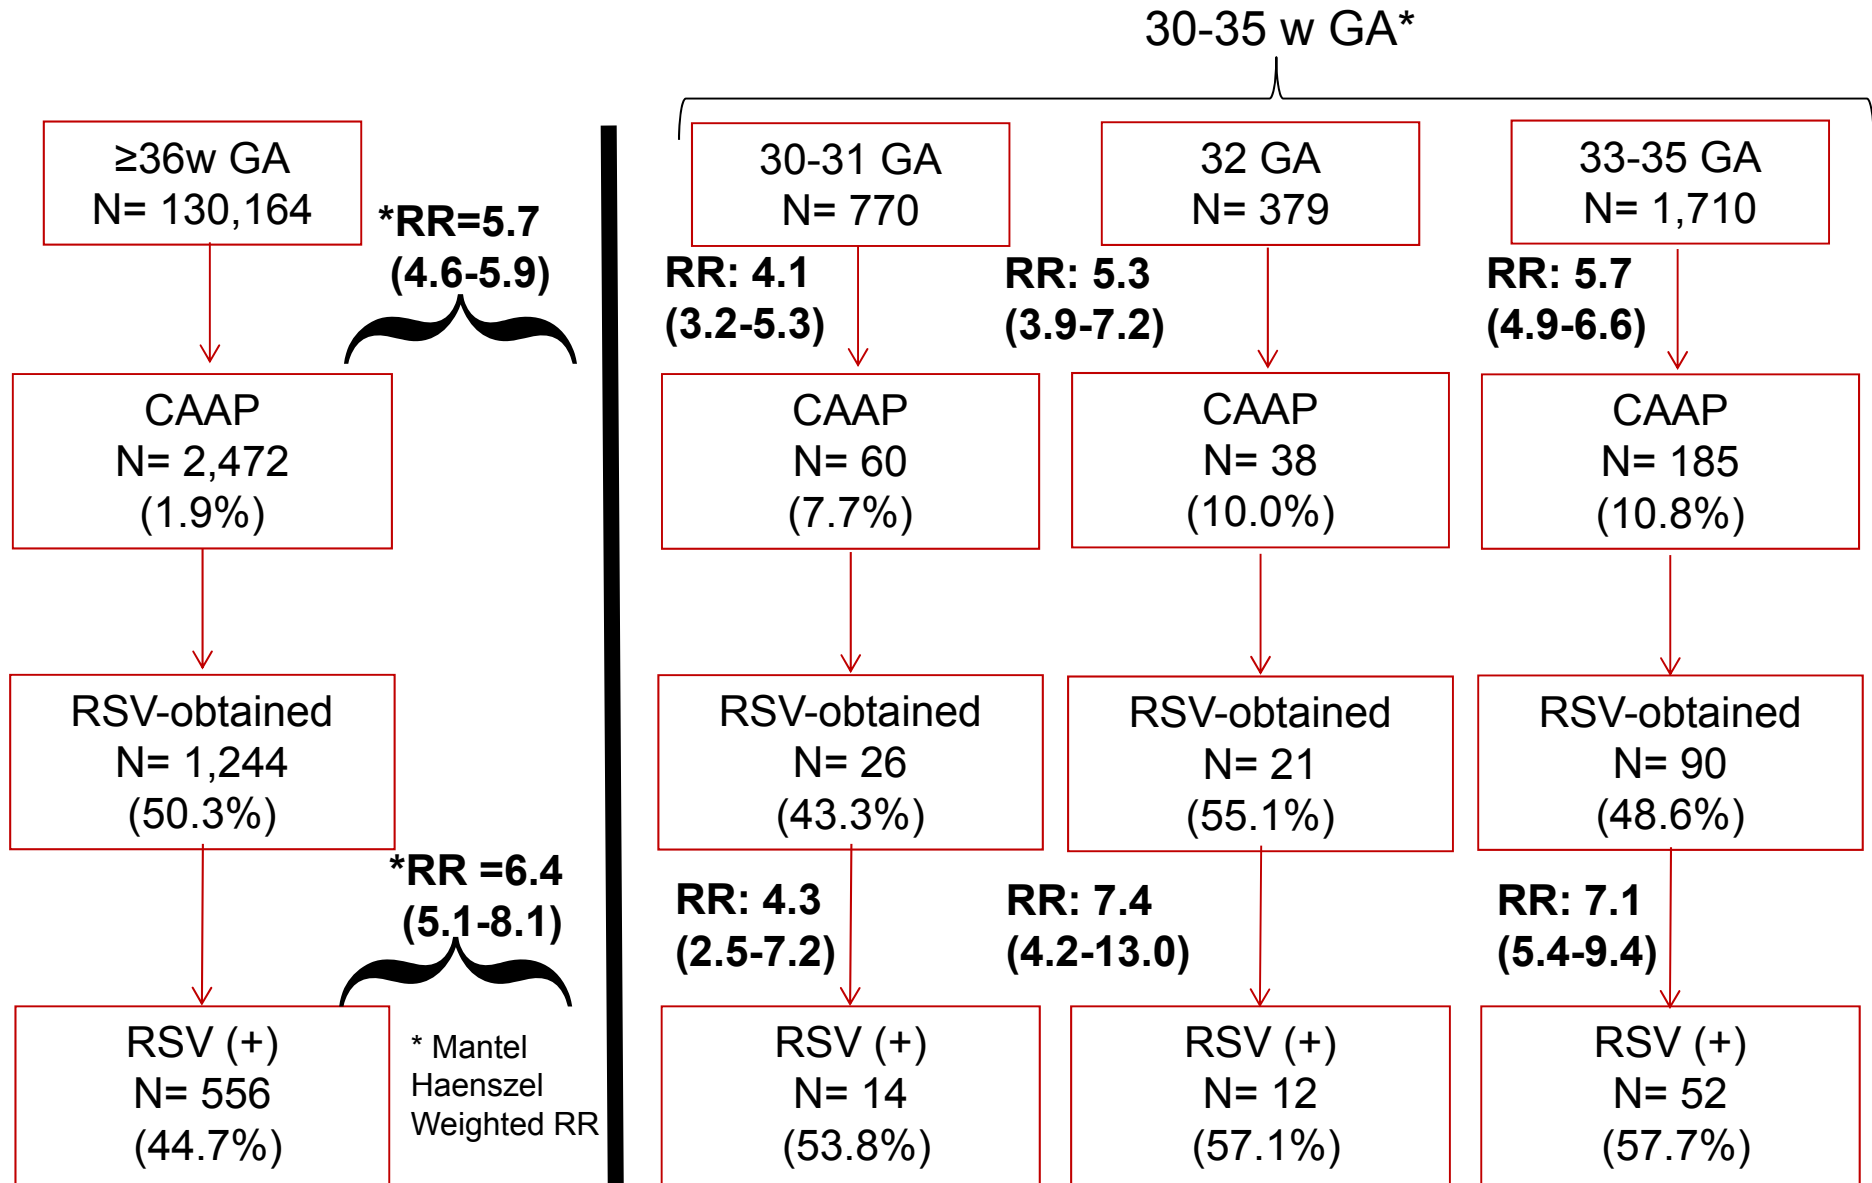 30-35 w GA*
≥36w GA
N= 130,164
*RR=5.7
(4.6-5.9)
CAAP
N= 2,472
(1.9%)
RSV-obtained
N= 1,244
(50.3%)
*RR =6.4
(5.1-8.1)
RSV (+)
N= 556
(44.7%)
* Mantel
Haenszel
Weighted RR
30-31 GA
N= 770
RR: 4.1
(3.2-5.3)
CAAP
N= 60
(7.7%)
RSV-obtained
N= 26
(43.3%)
RR: 4.3
(2.5-7.2)
RSV (+)
N= 14
(53.8%)
32 GA
N= 379
RR: 5.3
(3.9-7.2)
CAAP
N= 38
(10.0%)
RSV-obtained
N= 21
(55.1%)
RR: 7.4
(4.2-13.0)
RSV (+)
N= 12
(57.1%)
33-35 GA
N= 1,710
RR: 5.7
(4.9-6.6)
CAAP
N= 185
(10.8%)
RSV-obtained
N= 90
(48.6%)
RR: 7.1
(5.4-9.4)
RSV (+)
N= 52
(57.7%)